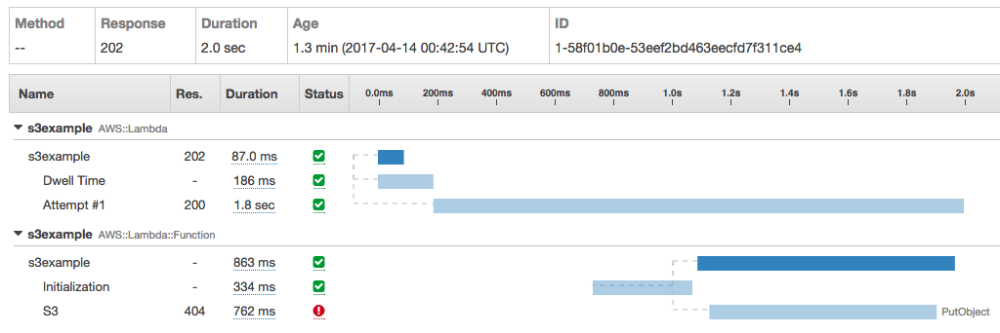 Method Response Duration Age ID
-- 202 2.0 sec 1.3 min (2017-04-14 00:42:54 UTC) 1-58f01b0e-53eef2bd463eecfd7f311ce4
Name Res. Duration Status 0.0ms 200ms 400ms 600ms 800ms 1.0s 1.2s 1.4s 1.6s 1.8s 2.0s
s3example AWS::Lambda
s3example 202 87.0 ms
Dwell Time - 186 ms
Attempt #1 200 1.8 sec
s3example AWS::Lambda::Function
s3example - 863 ms
Initialization - 334 ms
S3 404 762 ms PutObject